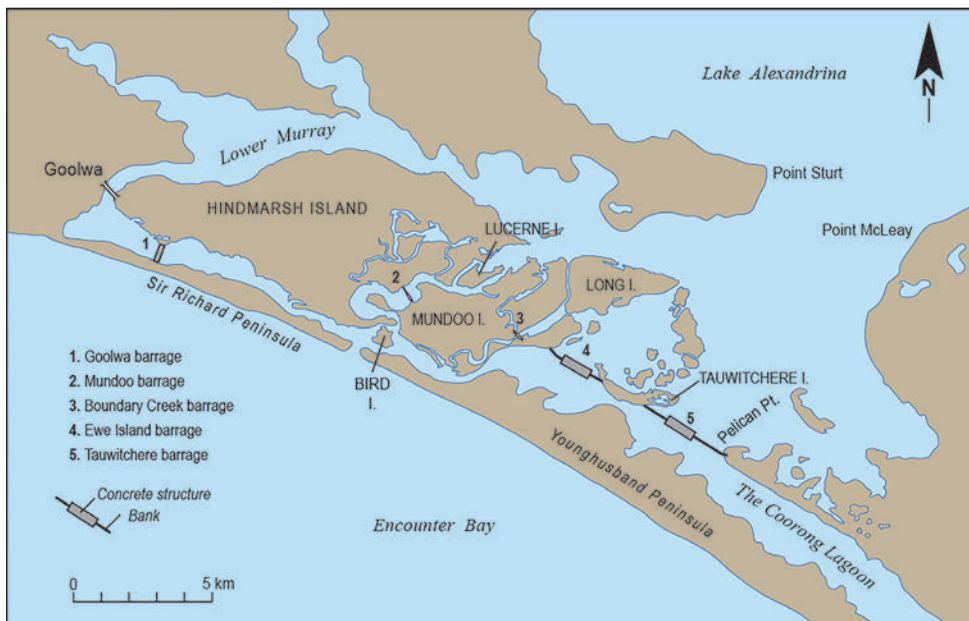 Lake Alexandrina
N
Lower Murray
Goolwa
Point Sturt
HINDMARSH ISLAND
LUCERNE I.
Point McLeay
1
2
LONG I.
Sir Richard Peninsula
MUNDOO I.
3
4
BIRD
I.
TAUWITCHERE I.
5
Pelican Pt.
1. Goolwa barrage
2. Mundoo barrage
3. Boundary Creek barrage
4. Ewe Island barrage
5. Tauwitchere barrage
Younghusband Peninsula
The Coorong Lagoon
Concrete structure
Bank
Encounter Bay
0 5 km